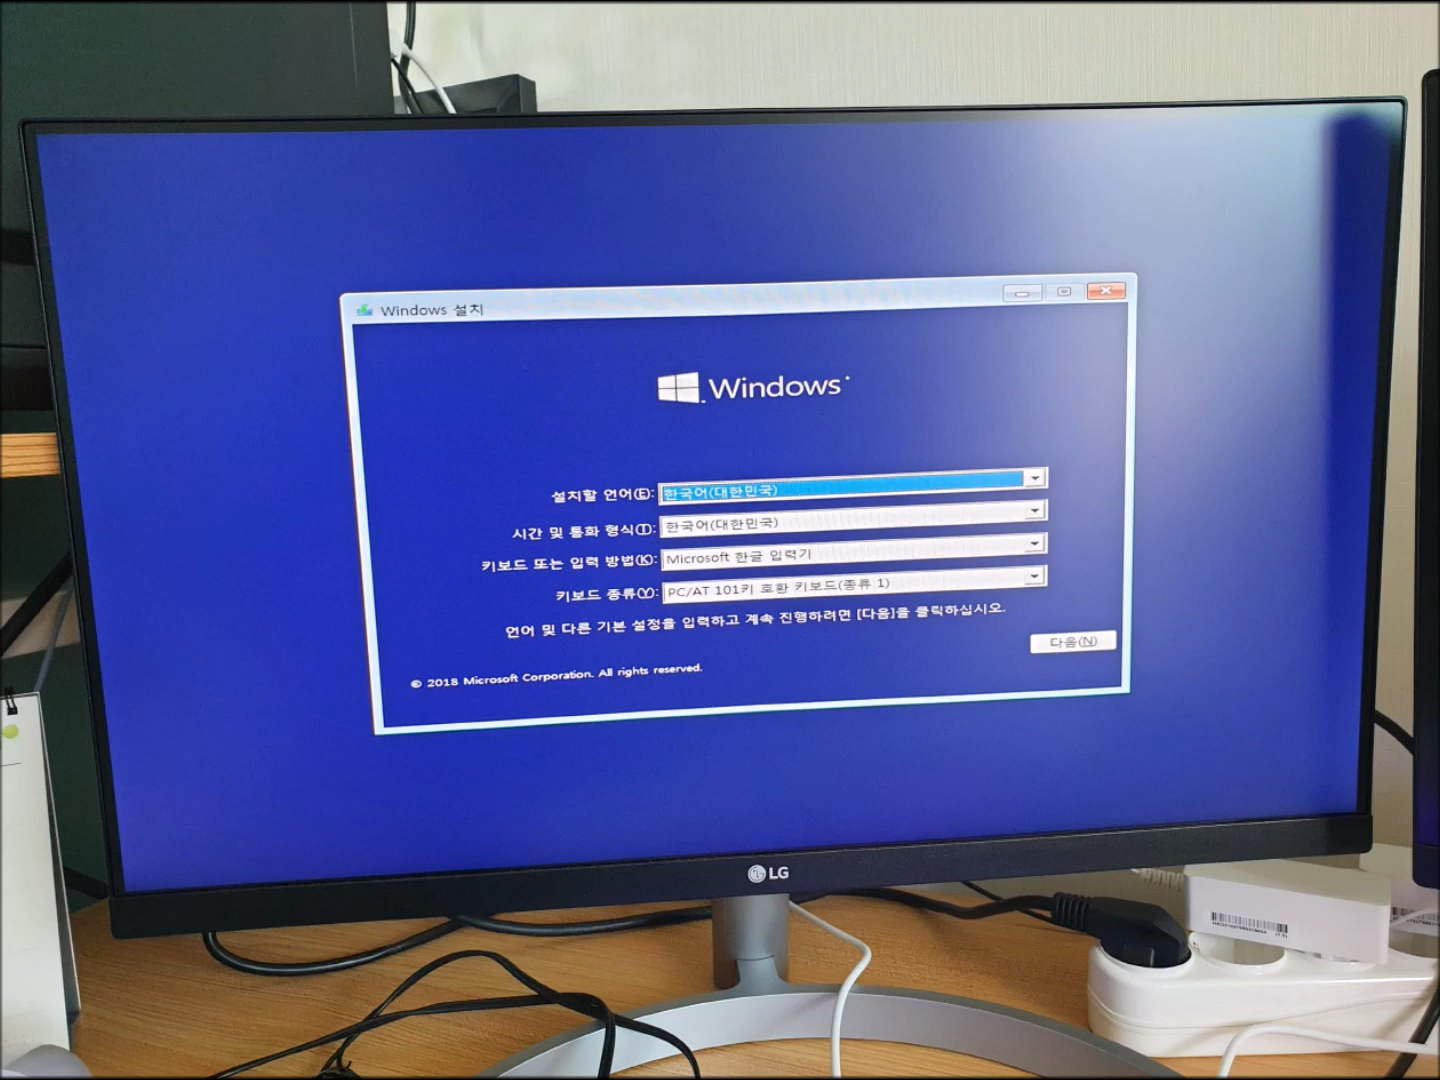 Windows 설치
Windows
설치할 언어(E): 한국어(대한민국)
시간 및 통화 형식(T): 한국어(대한민국)
키보드 또는 입력 방법(K): Microsoft 한글 입력기
키보드 종류(Y): PC/AT 101키 호환 키보드(종류 1)
언어 및 다른 기본 설정을 입력하고 계속 진행하려면 [다음]을 클릭하십시오.
다음(N)
© 2018 Microsoft Corporation. All rights reserved.
LG